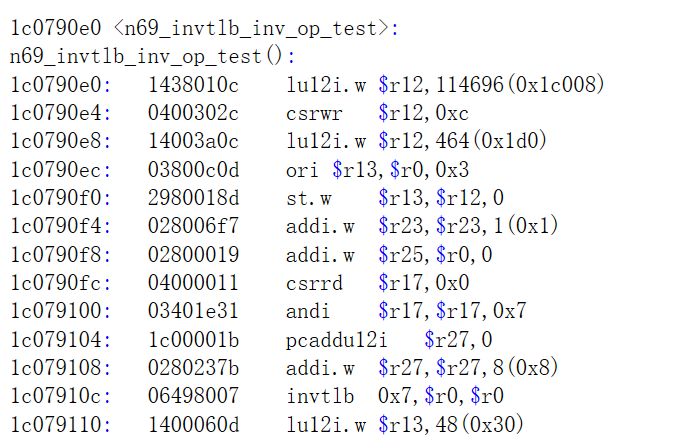 1c0790e0 <n69_invtlb_inv_op_test>:
n69_invtlb_inv_op_test():
1c0790e0: 1438010c lu12i.w $r12,114696(0x1c008)
1c0790e4: 0400302c csrwr $r12,0xc
1c0790e8: 14003a0c lu12i.w $r12,464(0x1d0)
1c0790ec: 03800c0d ori $r13,$r0,0x3
1c0790f0: 2980018d st.w $r13,$r12,0
1c0790f4: 028006f7 addi.w $r23,$r23,1(0x1)
1c0790f8: 02800019 addi.w $r25,$r0,0
1c0790fc: 04000011 csrrd $r17,0x0
1c079100: 03401e31 andi $r17,$r17,0x7
1c079104: 1c00001b pcaddu12i $r27,0
1c079108: 0280237b addi.w $r27,$r27,8(0x8)
1c07910c: 06498007 invtlb 0x7,$r0,$r0
1c079110: 1400060d lu12i.w $r13,48(0x30)